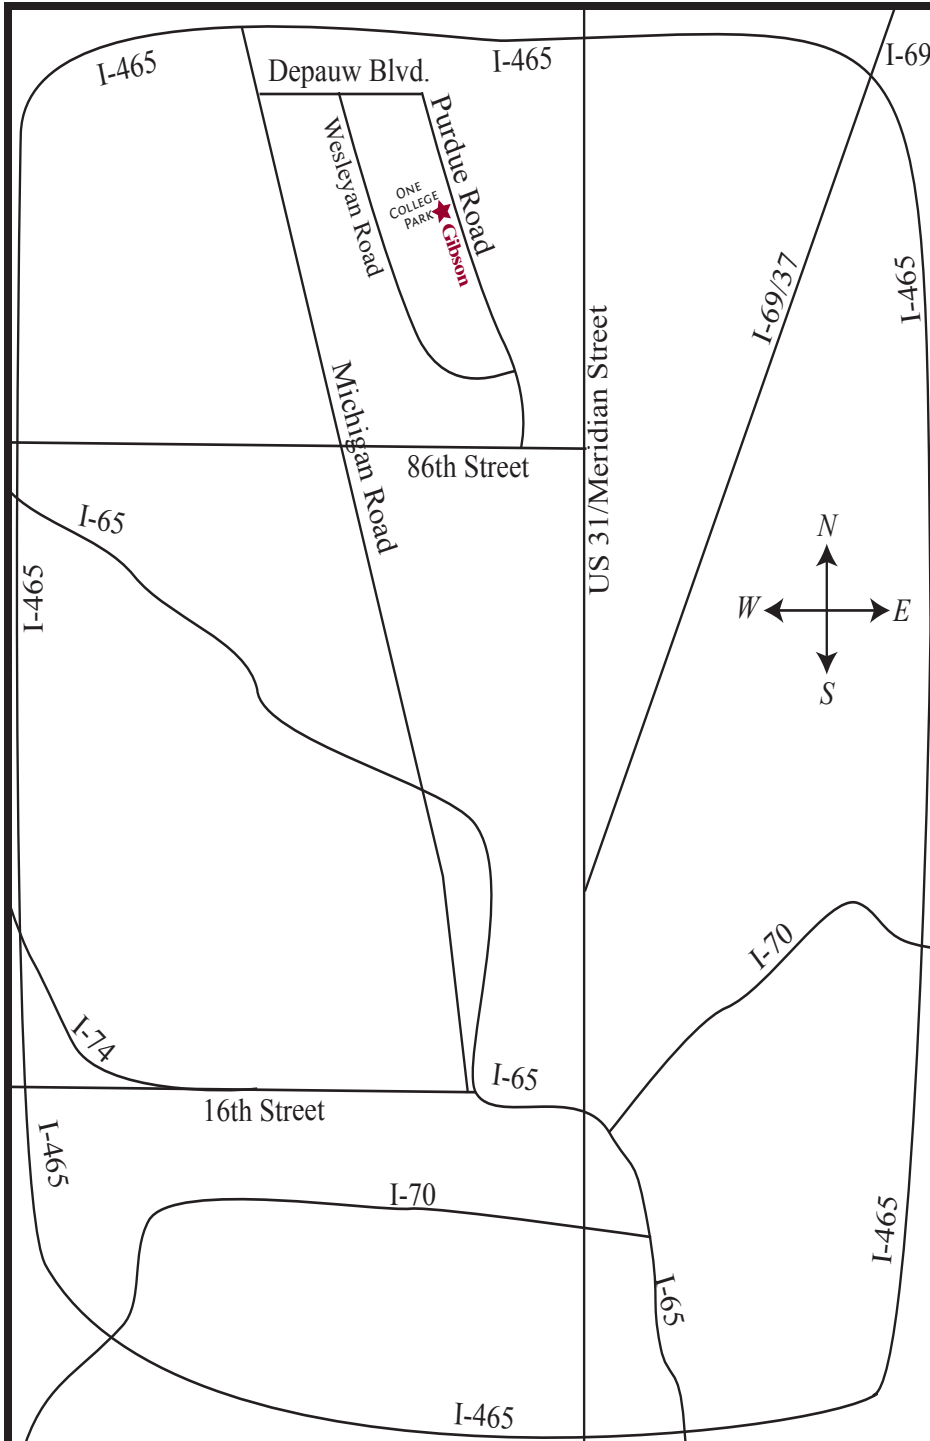 I-465
I-465
I-69
Depauw Blvd.
Purdue Road
Wesleyan Road
ONE
COLLEGE
PARK
Gibson
I-465
I-69/37
US 31/Meridian Street
Michigan Road
86th Street
I-65
I-465
N
W
E
S
I-70
I-74
I-65
16th Street
I-465
I-70
I-465
I-65
I-465